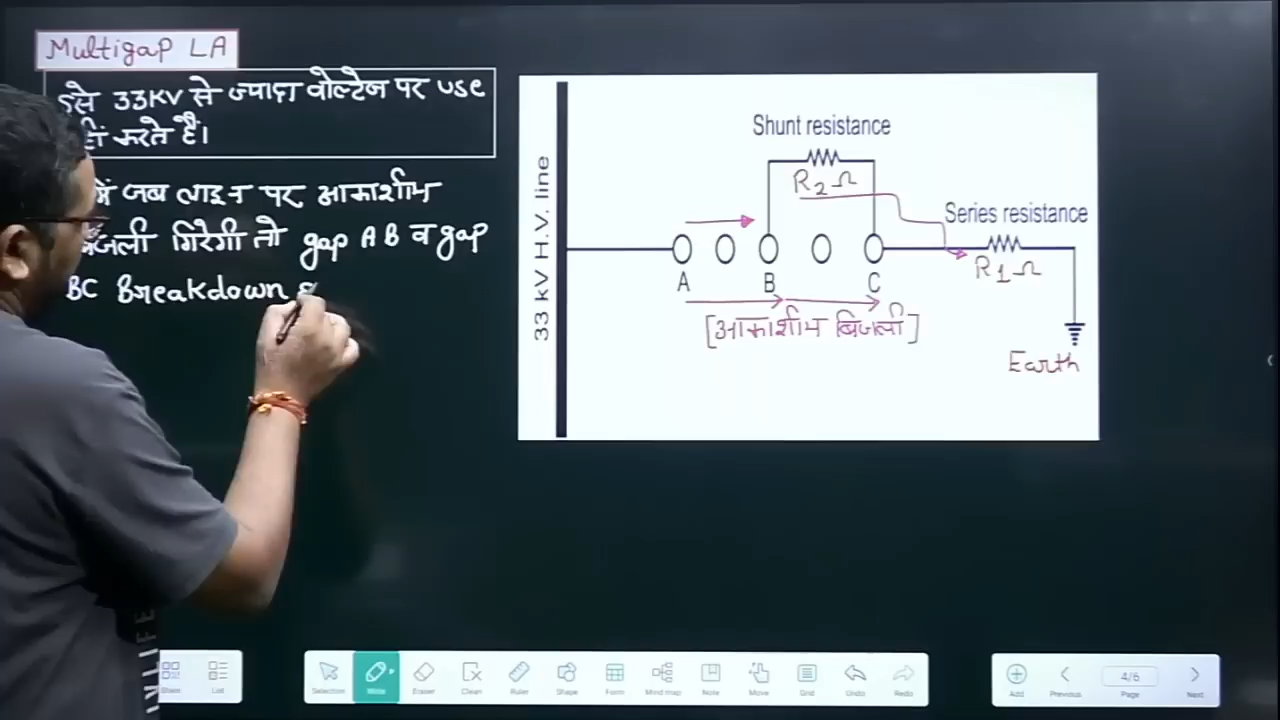 Multigap LA
इसे 33KV से ज्यादा वोल्टेज पर use
नहीं करते हैं।
में जब लाइन पर आकाशीय
बिजली गिरेगी तो gap AB व gap
BC Breakdown
33 kV H.V. line
Shunt resistance
R2 Ω
Series resistance
R1 Ω
A
B
C
[आकाशीय बिजली]
Earth
Share
List
Selection
Write
Eraser
Clean
Ruler
Shape
Form
Mind map
Note
Move
Grid
Undo
Redo
Add
Previous
4/6
Page
Next